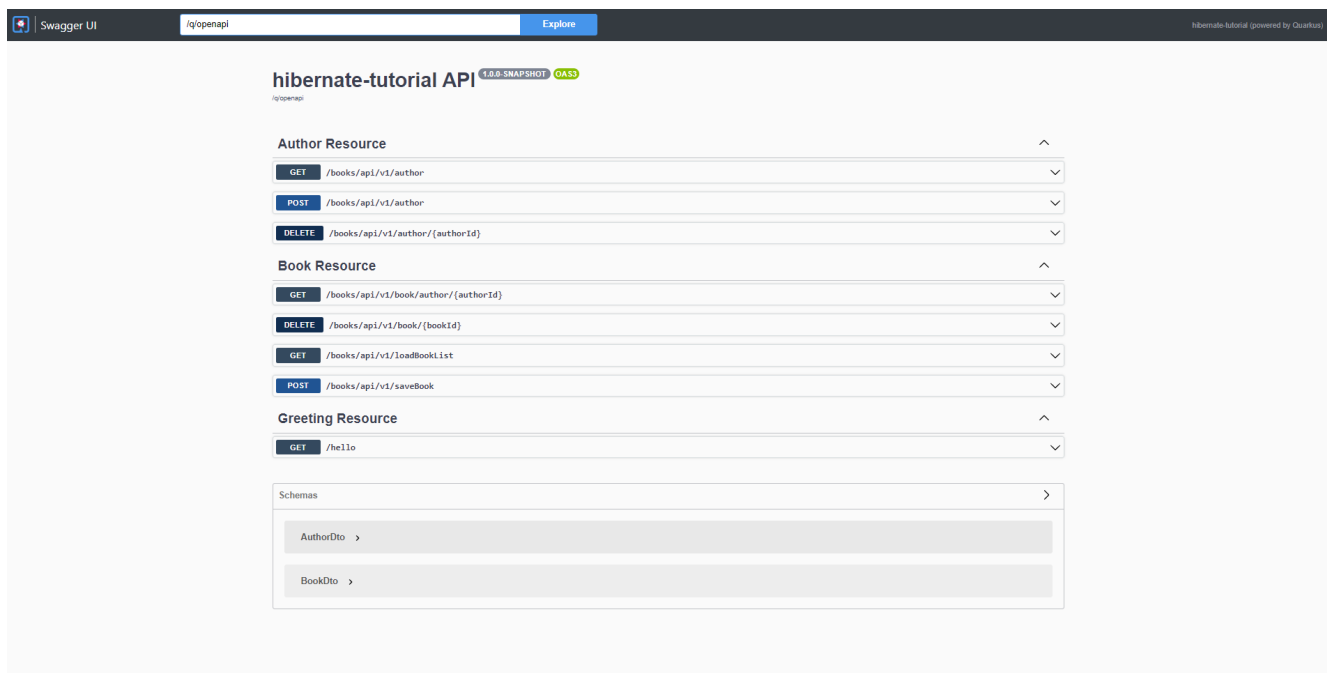 Swagger UI
/q/openapi
Explore
hibernate-tutorial (powered by Quarkus)
hibernate-tutorial API 1.0.0-SNAPSHOT OAS3
/q/openapi
Author Resource
GET /books/api/v1/author
POST /books/api/v1/author
DELETE /books/api/v1/author/{authorId}
Book Resource
GET /books/api/v1/book/author/{authorId}
DELETE /books/api/v1/book/{bookId}
GET /books/api/v1/loadBookList
POST /books/api/v1/saveBook
Greeting Resource
GET /hello
Schemas
AuthorDto
BookDto